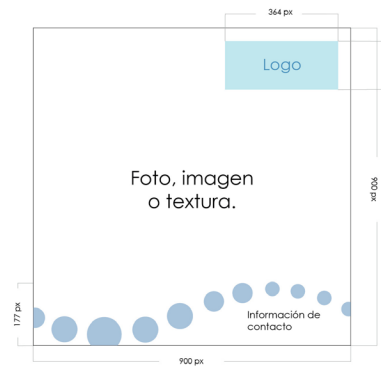 364 px
Logo
Foto, imagen
o textura.
900 px
177 px
Información de
contacto
900 px